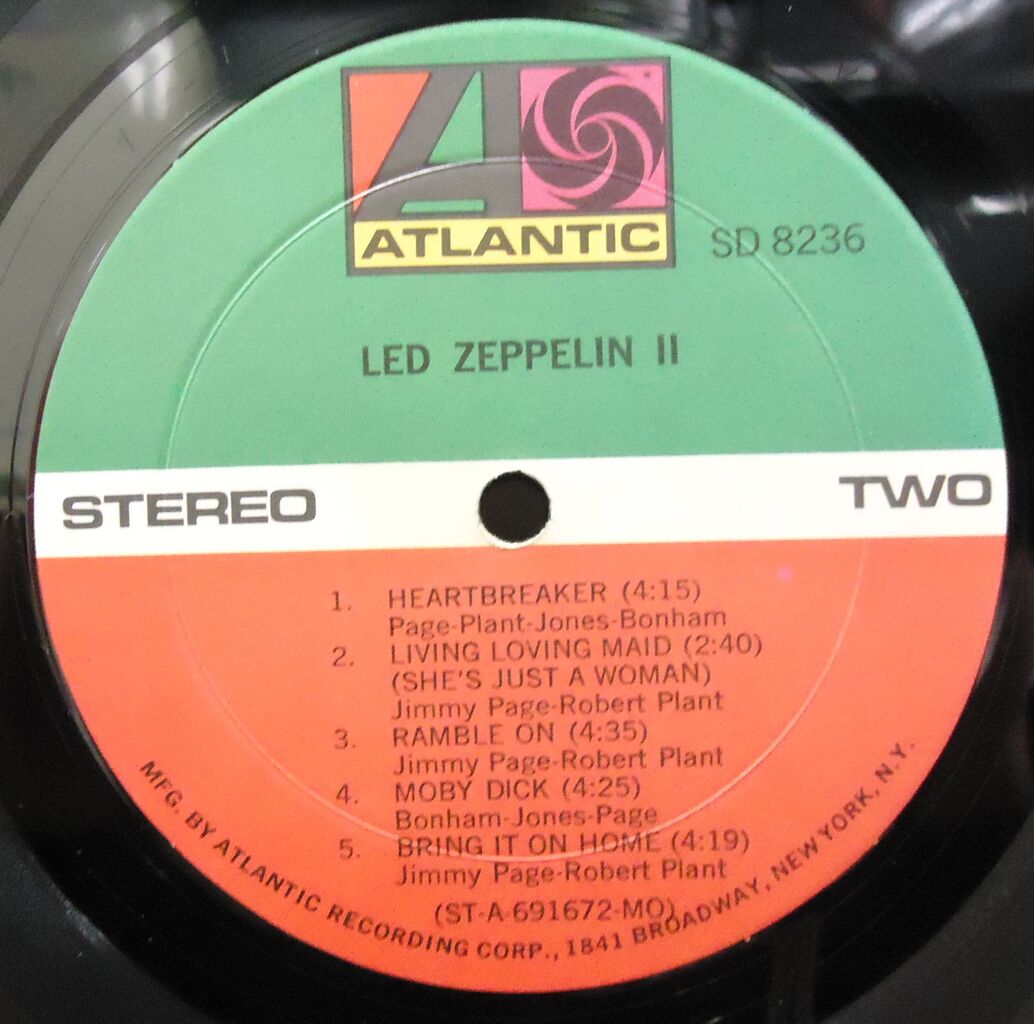 ATLANTIC
SD 8236
LED ZEPPELIN II
STEREO
TWO
1. HEARTBREAKER (4:15)
Page-Plant-Jones-Bonham
2. LIVING LOVING MAID (2:40)
(SHE'S JUST A WOMAN)
Jimmy Page-Robert Plant
3. RAMBLE ON (4:35)
Jimmy Page-Robert Plant
4. MOBY DICK (4:25)
Bonham-Jones-Page
5. BRING IT ON HOME (4:19)
Jimmy Page-Robert Plant
(ST-A-691672-MO)
MFG. BY ATLANTIC RECORDING CORP., 1841 BROADWAY, NEW YORK, N.Y.